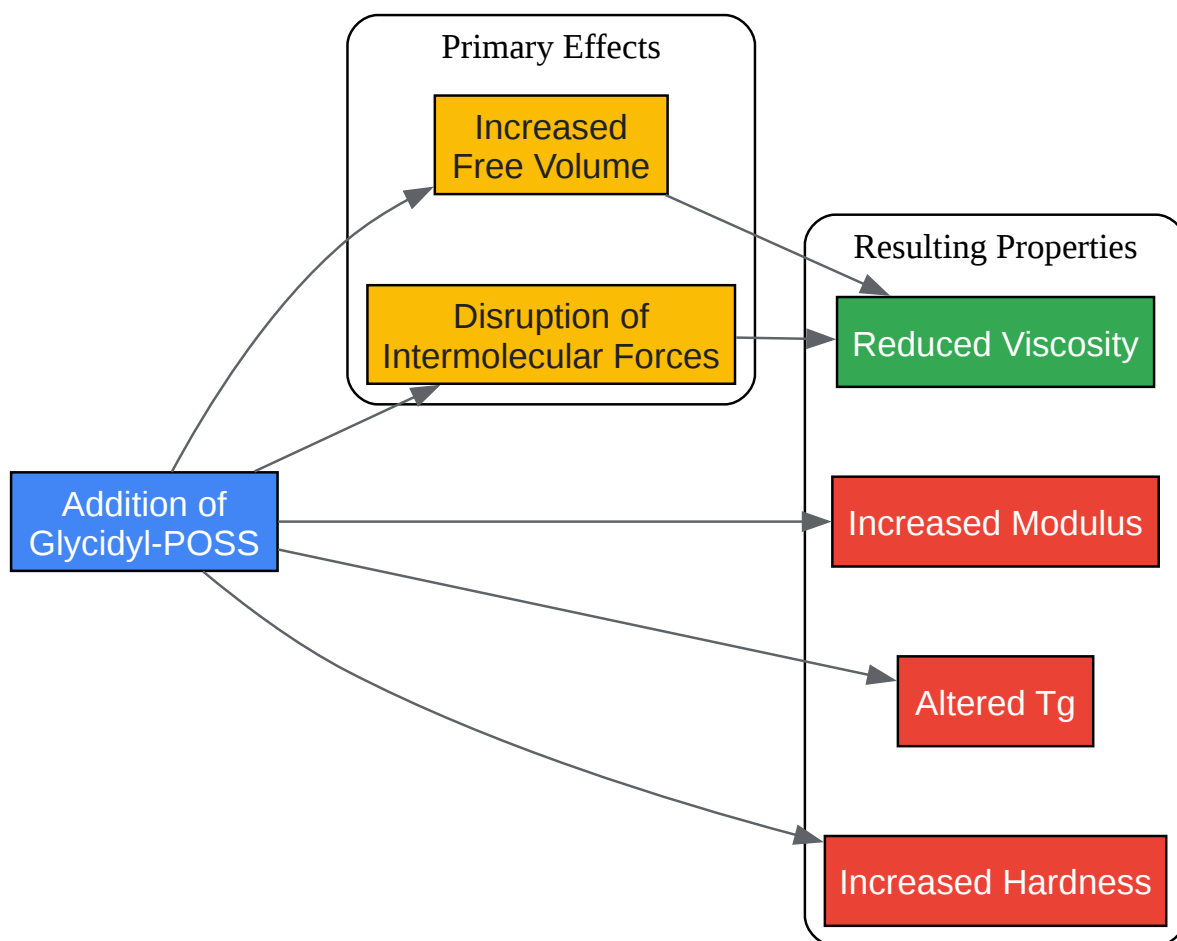 Primary Effects
Increased
Free Volume
Disruption of
Intermolecular Forces
Resulting Properties
Reduced Viscosity
Addition of
Glycidyl-POSS
Increased Modulus
Altered Tg
Increased Hardness